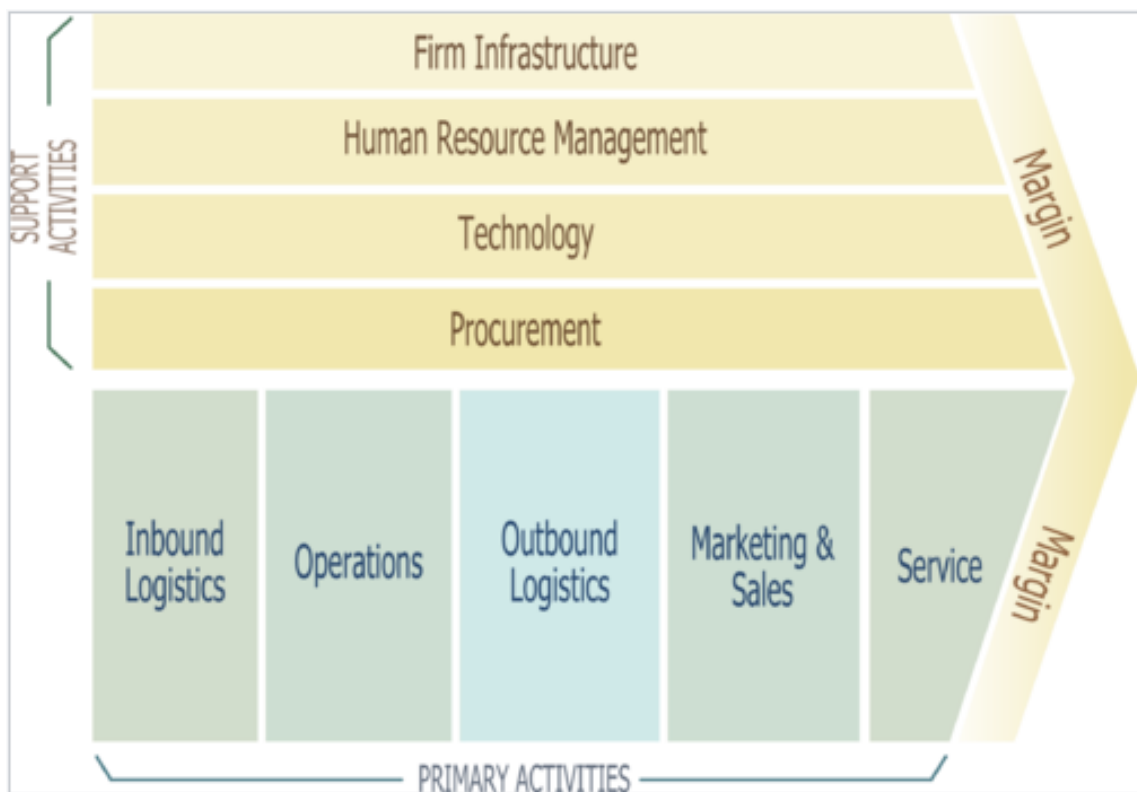 Firm Infrastructure
Human Resource Management
Technology
Procurement
SUPPORT
ACTIVITIES
Margin
Inbound
Logistics
Operations
Outbound
Logistics
Marketing &
Sales
Service
Margin
PRIMARY ACTIVITIES